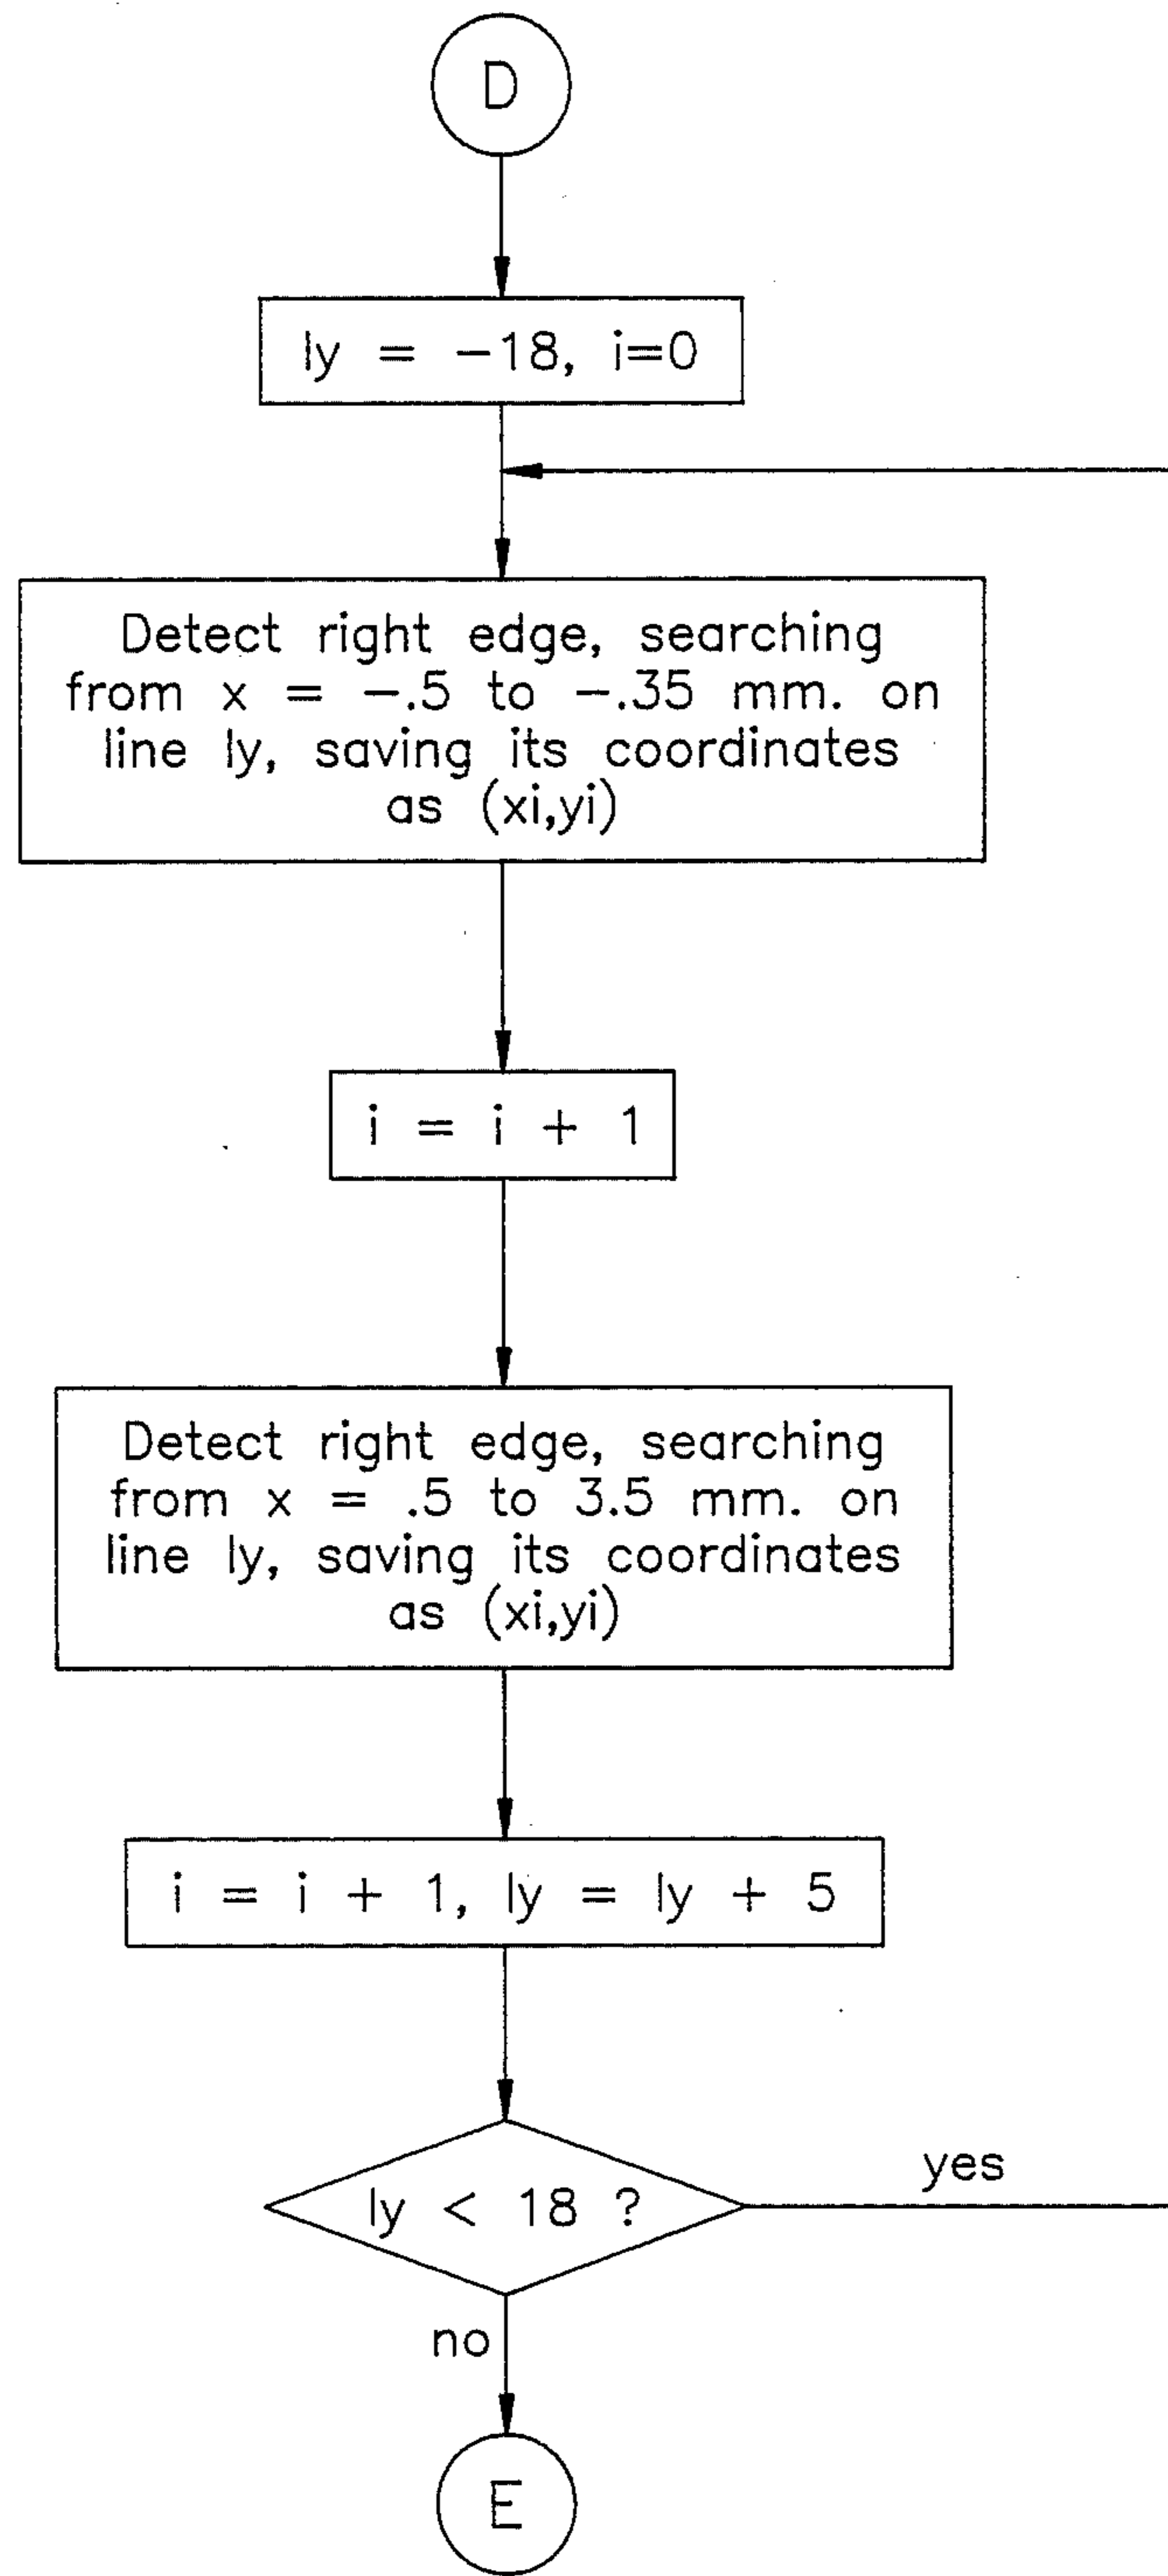 D
ly = -18, i=0
Detect right edge, searching
from x = -.5 to -.35 mm. on
line ly, saving its coordinates
as (xi,yi)
i = i + 1
Detect right edge, searching
from x = .5 to 3.5 mm. on
line ly, saving its coordinates
as (xi,yi)
i = i + 1, ly = ly + 5
ly < 18 ?
yes
no
E